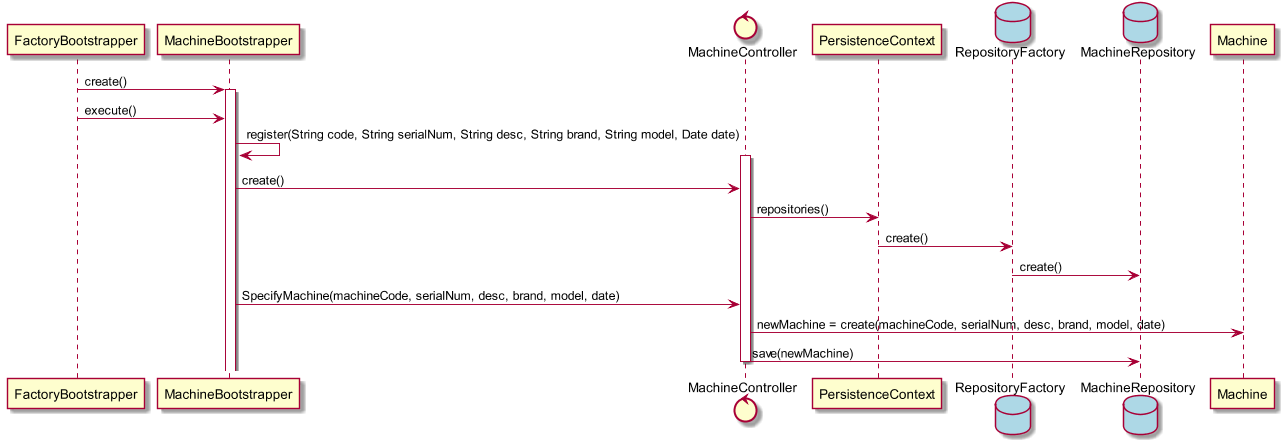 FactoryBootstrapper
MachineBootstrapper
MachineController
PersistenceContext
RepositoryFactory
MachineRepository
Machine
create()
execute()
register(String code, String serialNum, String desc, String brand, String model, Date date)
create()
repositories()
create()
create()
SpecifyMachine(machineCode, serialNum, desc, brand, model, date)
newMachine = create(machineCode, serialNum, desc, brand, model, date)
save(newMachine)
FactoryBootstrapper
MachineBootstrapper
MachineController
PersistenceContext
RepositoryFactory
MachineRepository
Machine